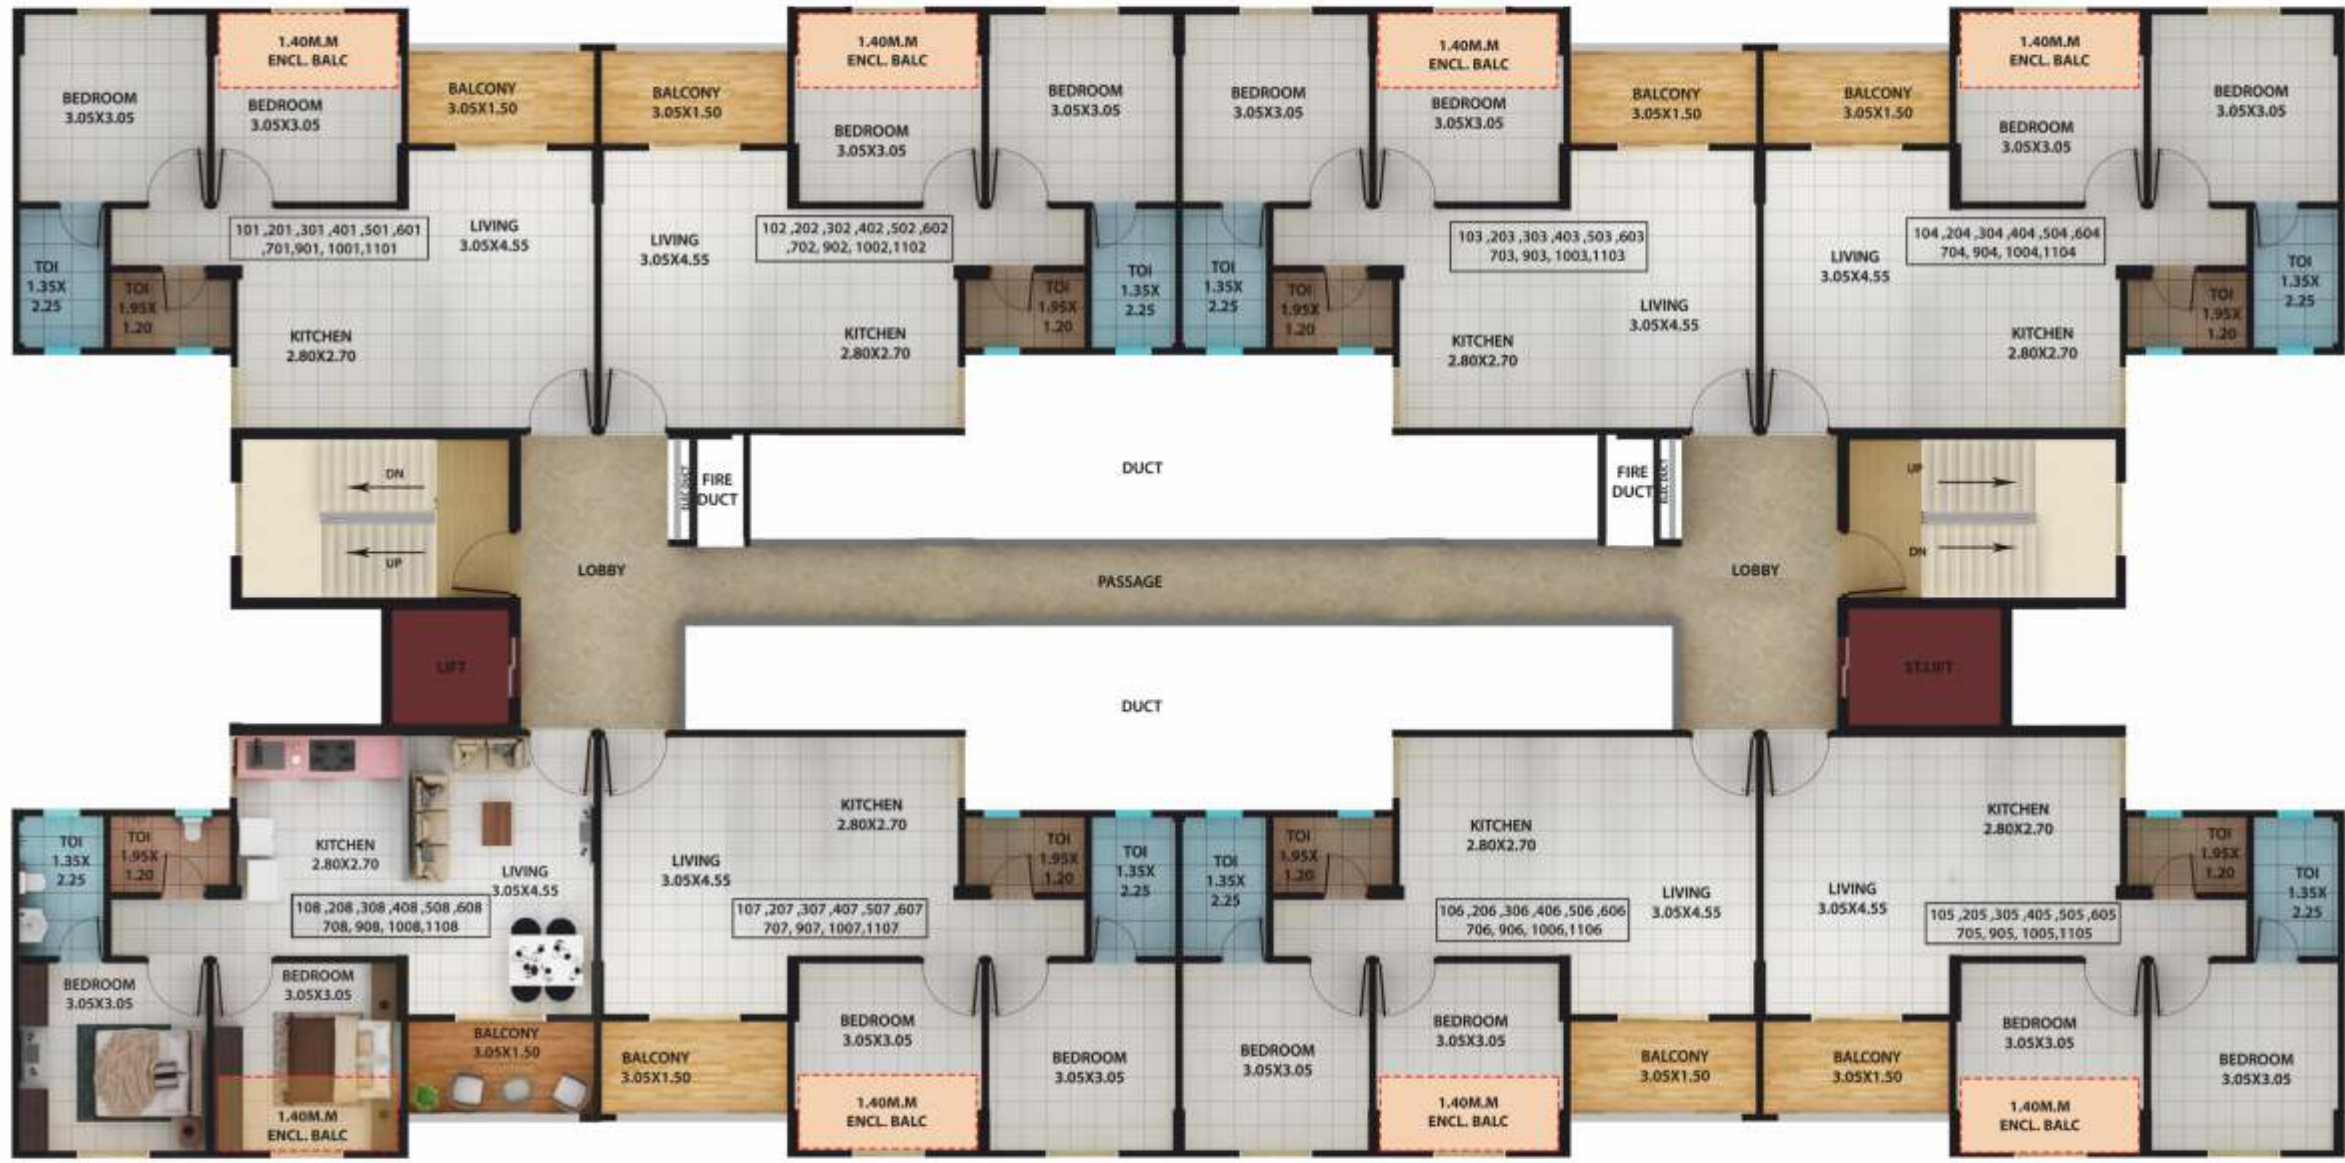 1.40M.M
ENCL. BALC
BEDROOM
3.05X3.05
BEDROOM
3.05X3.05
BALCONY
3.05X1.50
BALCONY
3.05X1.50
1.40M.M
ENCL. BALC
BEDROOM
3.05X3.05
BEDROOM
3.05X3.05
BEDROOM
3.05X3.05
1.40M.M
ENCL. BALC
BEDROOM
3.05X3.05
BALCONY
3.05X1.50
BALCONY
3.05X1.50
1.40M.M
ENCL. BALC
BEDROOM
3.05X3.05
BEDROOM
3.05X3.05
101 ,201 ,301 ,401 ,501 ,601
,701,901, 1001,1101
LIVING
3.05X4.55
TOI
1.35X
2.25
TOI
1.95X
1.20
KITCHEN
2.80X2.70
LIVING
3.05X4.55
102 ,202 ,302 ,402 ,502 ,602
,702, 902, 1002,1102
KITCHEN
2.80X2.70
TOI
1.95X
1.20
TOI
1.35X
2.25
TOI
1.35X
2.25
TOI
1.95X
1.20
103 ,203 ,303 ,403 ,503 ,603
703, 903, 1003,1103
KITCHEN
2.80X2.70
LIVING
3.05X4.55
LIVING
3.05X4.55
104 ,204 ,304 ,404 ,504 ,604
704, 904, 1004,1104
KITCHEN
2.80X2.70
TOI
1.95X
1.20
TOI
1.35X
2.25
DN
UP
LOBBY
LIFT
ELEC DUCT
FIRE
DUCT
DUCT
PASSAGE
DUCT
FIRE
DUCT
ELEC DUCT
LOBBY
UP
DN
ST.LIFT
TOI
1.35X
2.25
TOI
1.95X
1.20
KITCHEN
2.80X2.70
LIVING
3.05X4.55
108 ,208 ,308 ,408 ,508 ,608
708, 908, 1008,1108
LIVING
3.05X4.55
KITCHEN
2.80X2.70
107 ,207 ,307 ,407 ,507 ,607
707, 907, 1007,1107
TOI
1.95X
1.20
TOI
1.35X
2.25
TOI
1.35X
2.25
TOI
1.95X
1.20
KITCHEN
2.80X2.70
LIVING
3.05X4.55
106 ,206 ,306 ,406 ,506 ,606
706, 906, 1006,1106
LIVING
3.05X4.55
KITCHEN
2.80X2.70
105 ,205 ,305 ,405 ,505 ,605
705, 905, 1005,1105
TOI
1.95X
1.20
TOI
1.35X
2.25
BEDROOM
3.05X3.05
BEDROOM
3.05X3.05
1.40M.M
ENCL. BALC
BALCONY
3.05X1.50
BALCONY
3.05X1.50
BEDROOM
3.05X3.05
1.40M.M
ENCL. BALC
BEDROOM
3.05X3.05
BEDROOM
3.05X3.05
BEDROOM
3.05X3.05
1.40M.M
ENCL. BALC
BALCONY
3.05X1.50
BALCONY
3.05X1.50
BEDROOM
3.05X3.05
1.40M.M
ENCL. BALC
BEDROOM
3.05X3.05